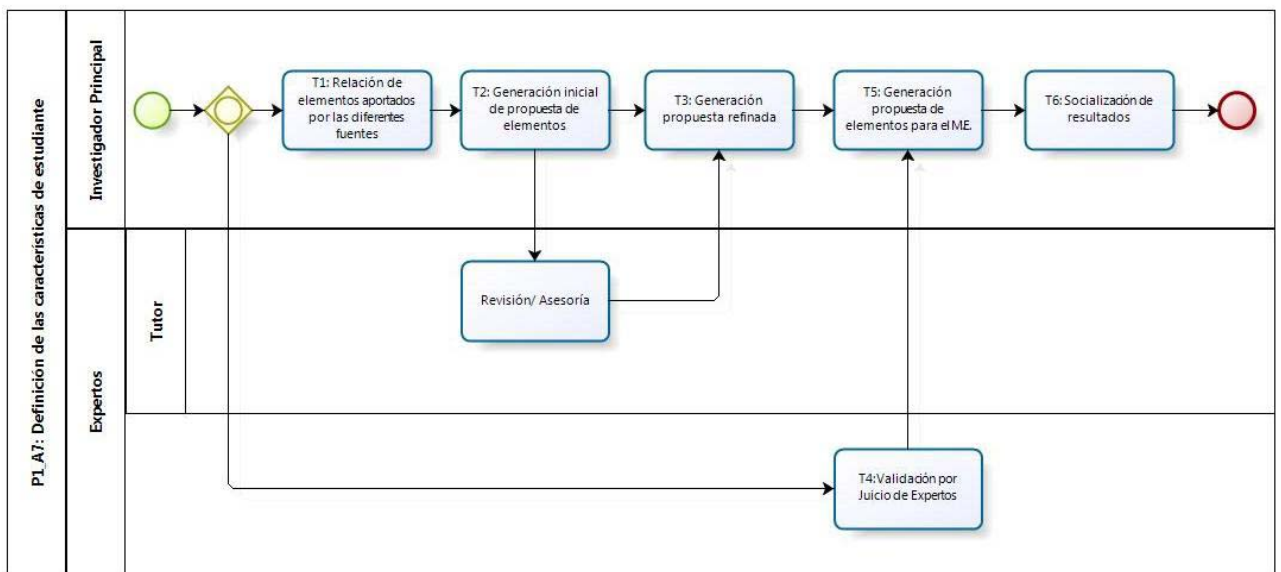 P1_A7: Definición de las características de estudiante
Investigador Principal
T1: Relación de
elementos aportados
por las diferentes
fuentes
T2: Generación inicial
de propuesta de
elementos
T3: Generación
propuesta refinada
T5: Generación
propuesta de
elementos para el ME.
T6: Socialización de
resultados
Expertos
Tutor
Revisión/ Asesoría
T4:Validación por
Juicio de Expertos